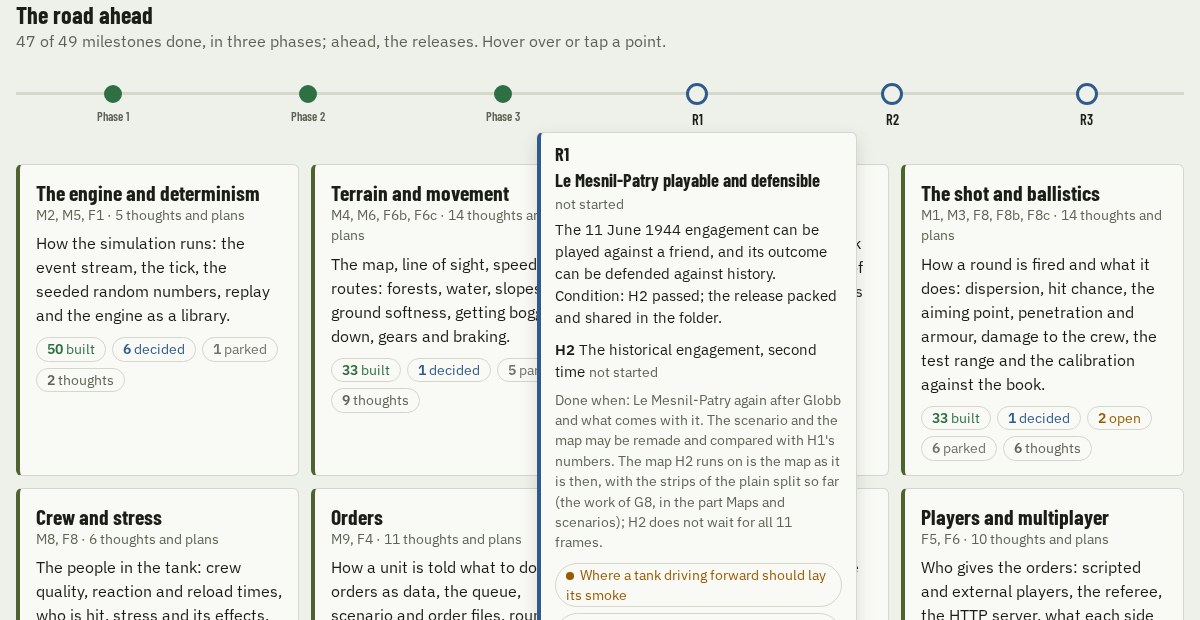 The road ahead
47 of 49 milestones done, in three phases; ahead, the releases. Hover over or tap a point.
Phase 1
Phase 2
Phase 3
R1
R2
R3
The engine and determinism
M2, M5, F1 · 5 thoughts and plans
How the simulation runs: the
event stream, the tick, the
seeded random numbers, replay
and the engine as a library.
50 built
6 decided
1 parked
2 thoughts
Terrain and movement
M4, M6, F6b, F6c · 14 thoughts
plans
The map, line of sight, speed
routes: forests, water, slopes
ground softness, getting
down, gears and braking.
33 built
1 decided
5
9 thoughts
R1
Le Mesnil-Patry playable and defensible
not started
The 11 June 1944 engagement can be
played against a friend, and its outcome
can be defended against history.
Condition: H2 passed; the release packed
and shared in the folder.
H2 The historical engagement, second
time not started
Done when: Le Mesnil-Patry again after Globb
and what comes with it. The scenario and the
map may be remade and compared with H1's
numbers. The map H2 runs on is the map as it
is then, with the strips of the plain split so far
(the work of G8, in the part Maps and
scenarios); H2 does not wait for all 11
frames.
Where a tank driving forward should lay
its smoke
The shot and ballistics
M1, M3, F8, F8b, F8c · 14 thoughts and
plans
How a round is fired and what it
does: dispersion, hit chance, the
aiming point, penetration and
armour, damage to the crew, the
test range and the calibration
against the book.
33 built
1 decided
2 open
6 parked
6 thoughts
Crew and stress
M8, F8 · 6 thoughts and plans
The people in the tank: crew
quality, reaction and reload times,
who is hit, stress and its effects.
Orders
M9, F4 · 11 thoughts and plans
How a unit is told what to do
orders as data, the queue,
scenario and order files,
Players and multiplayer
F5, F6 · 10 thoughts and plans
Who gives the orders: scripted
and external players, the referee,
the HTTP server, what each side